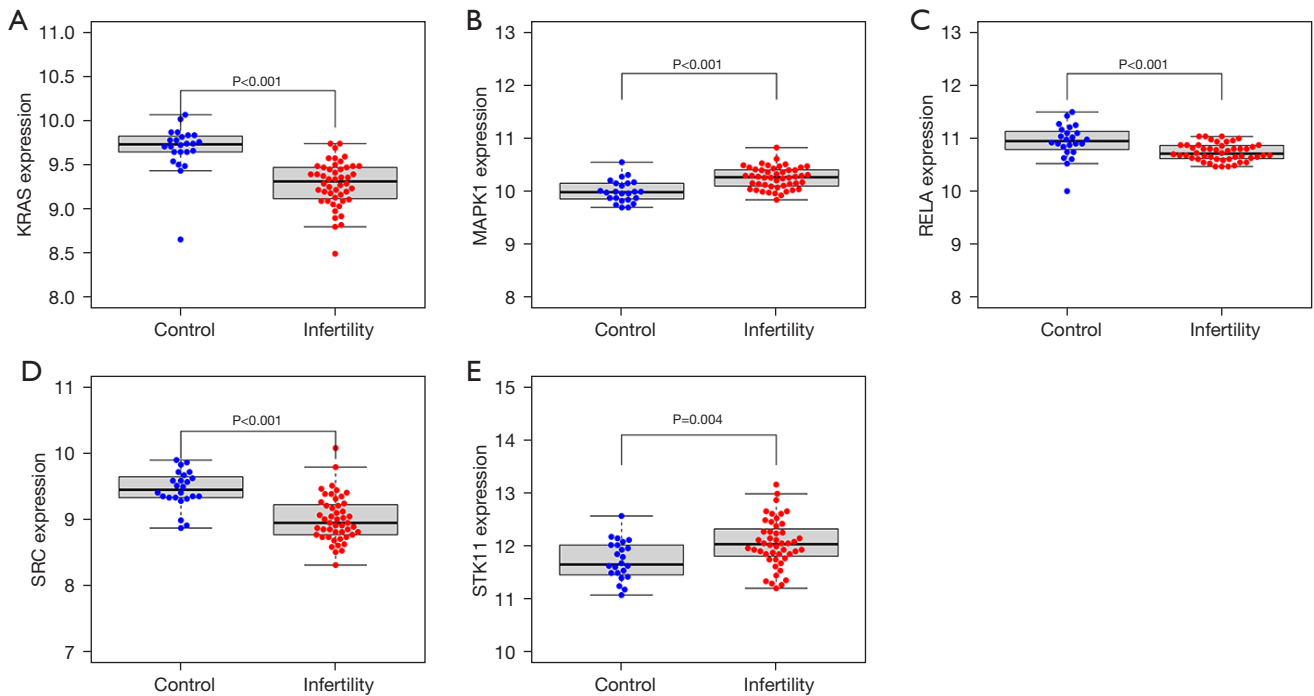 A
KRAS expression
11.0
10.5
10.0
9.5
9.0
8.5
8.0
P<0.001
Control
Infertility
B
MAPK1 expression
13
12
11
10
9
8
P<0.001
Control
Infertility
C
RELA expression
13
12
11
10
9
8
P<0.001
Control
Infertility
D
SRC expression
11
10
9
8
7
P<0.001
Control
Infertility
E
STK11 expression
15
14
13
12
11
10
P=0.004
Control
Infertility